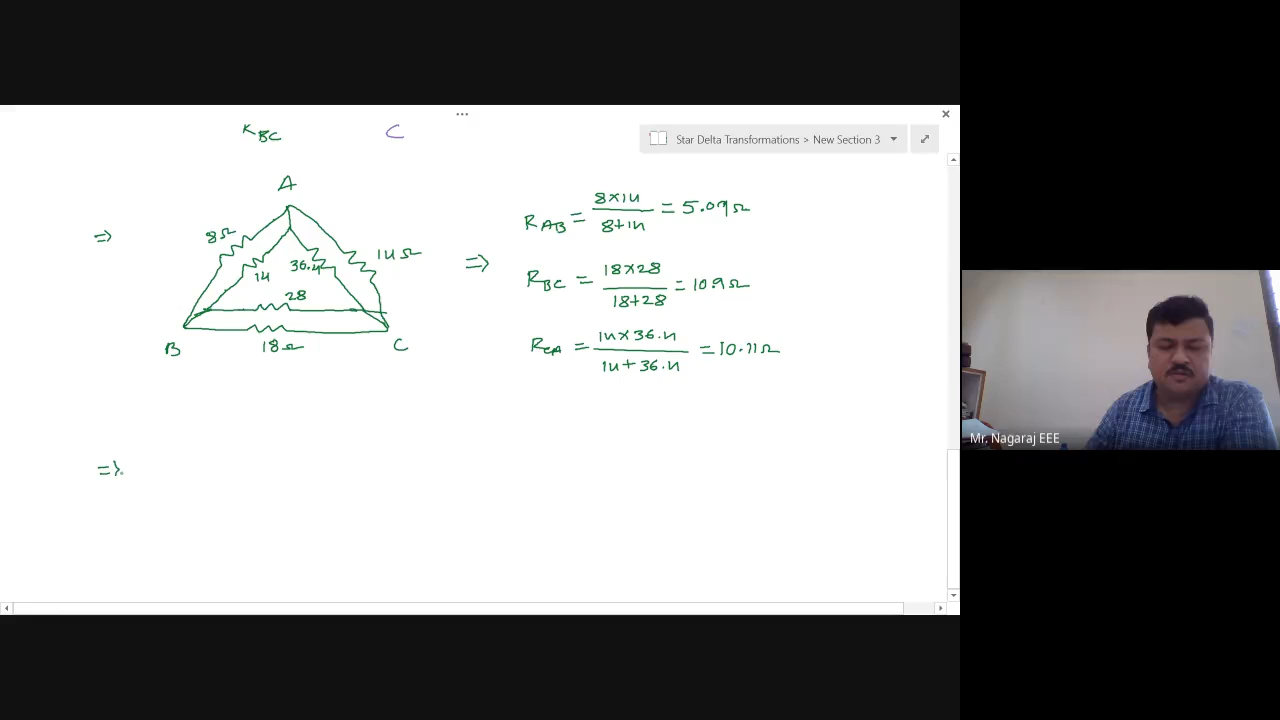 R_BC
C
Star Delta Transformations > New Section 3
A
=>
8Ω
14
36.4
14Ω
28
18Ω
B
C
=>
R_AB = 8×14 / 8+14 = 5.09Ω
R_BC = 18×28 / 18+28 = 10.9Ω
R_CA = 14×36.4 / 14+36.4 = 10.11Ω
=>
Mr. Nagaraj EEE